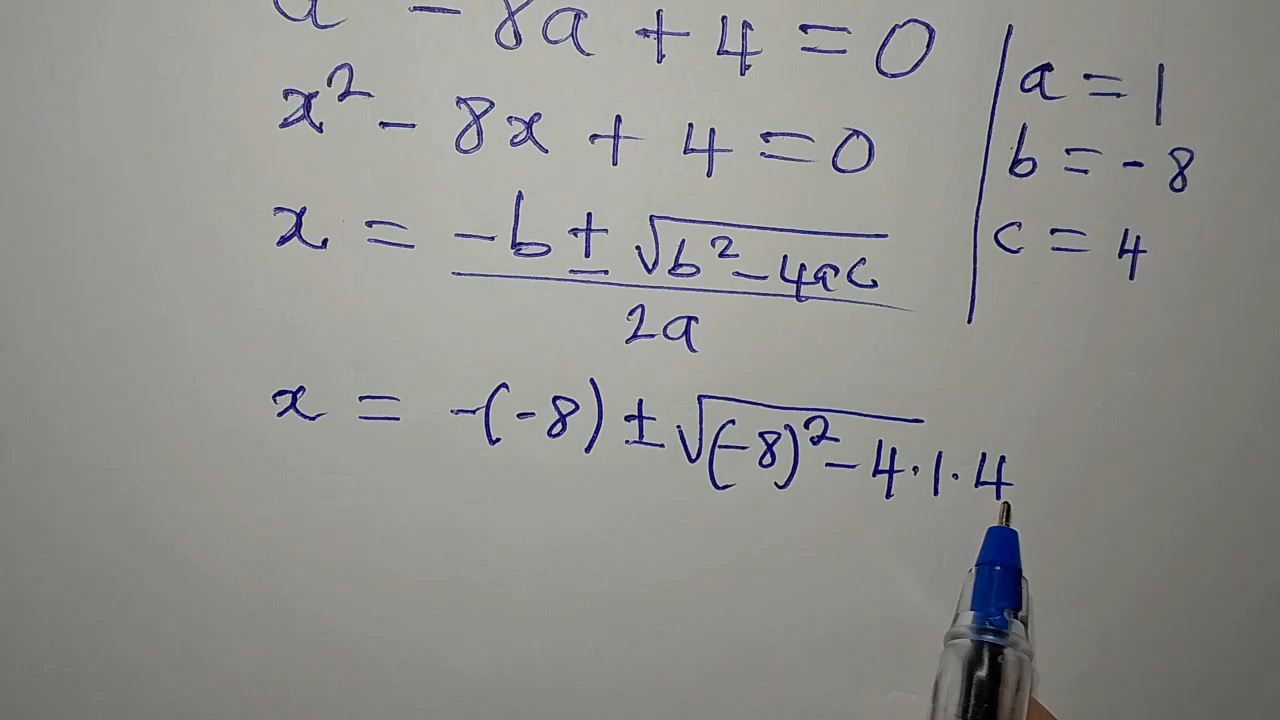 - 8a + 4 = 0
x² - 8x + 4 = 0
x = -b ± √b² - 4ac
2a
x = -(-8) ± √(-8)² - 4·1·4
a = 1
b = -8
c = 4